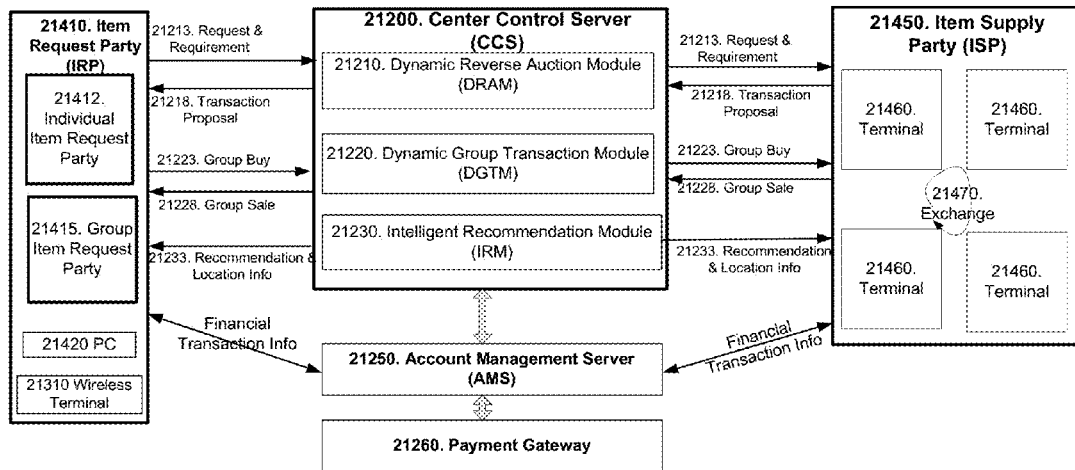 21410. Item
Request Party
(IRP)
21412.
Individual
Item Request
Party
21415. Group
Item Request
Party
21420 PC
21310 Wireless
Terminal
21213. Request &
Requirement
21218. Transaction
Proposal
21223. Group Buy
21228. Group Sale
21233. Recommendation &
Location Info
Financial
Transaction Info
21200. Center Control Server
(CCS)
21210. Dynamic Reverse Auction Module
(DRAM)
21220. Dynamic Group Transaction Module
(DGTM)
21230. Intelligent Recommendation Module
(IRM)
21250. Account Management Server
(AMS)
21260. Payment Gateway
21213. Request &
Requirement
21218. Transaction
Proposal
21223. Group Buy
21228. Group Sale
21233. Recommendation
& Location Info
Financial
Transaction Info
21450. Item Supply
Party (ISP)
21460.
Terminal
21460.
Terminal
21470.
Exchange
21460.
Terminal
21460.
Terminal